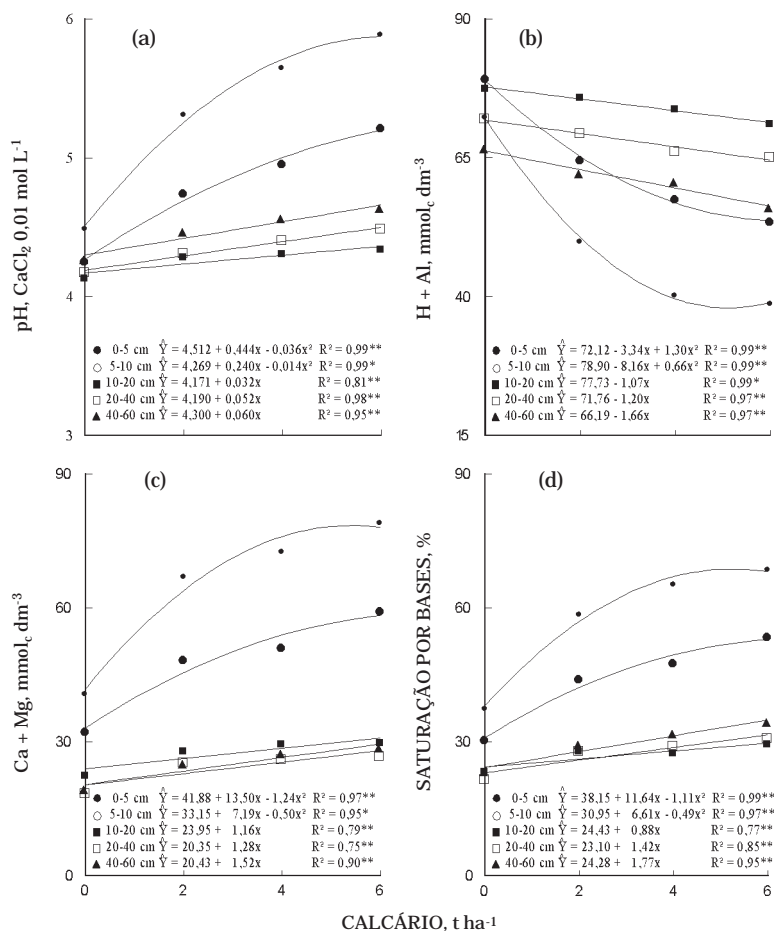 (a)
6
5
4
3
0
2
4
6
pH, CaCl₂ 0,01 mol L⁻¹
0-5 cm Ŷ = 4,512 + 0,444x - 0,036x² R² = 0,99**
5-10 cm Ŷ = 4,269 + 0,240x - 0,014x² R² = 0,99*
10-20 cm Ŷ = 4,171 + 0,032x R² = 0,81**
20-40 cm Ŷ = 4,190 + 0,052x R² = 0,98**
40-60 cm Ŷ = 4,300 + 0,060x R² = 0,95**
(b)
90
65
40
15
0
2
4
6
H + Al, mmol_c dm⁻³
0-5 cm Ŷ = 72,12 - 3,34x + 1,30x² R² = 0,99**
5-10 cm Ŷ = 78,90 - 8,16x + 0,66x² R² = 0,99**
10-20 cm Ŷ = 77,73 - 1,07x R² = 0,99*
20-40 cm Ŷ = 71,76 - 1,20x R² = 0,97**
40-60 cm Ŷ = 66,19 - 1,66x R² = 0,97**
(c)
90
60
30
0
0
2
4
6
Ca + Mg, mmol_c dm⁻³
0-5 cm Ŷ = 41,88 + 13,50x - 1,24x² R² = 0,97**
5-10 cm Ŷ = 33,15 + 7,19x - 0,50x² R² = 0,95*
10-20 cm Ŷ = 23,95 + 1,16x R² = 0,79**
20-40 cm Ŷ = 20,35 + 1,28x R² = 0,75**
40-60 cm Ŷ = 20,43 + 1,52x R² = 0,90**
(d)
90
60
30
0
0
2
4
6
SATURAÇÃO POR BASES, %
0-5 cm Ŷ = 38,15 + 11,64x - 1,11x² R² = 0,99**
5-10 cm Ŷ = 30,95 + 6,61x - 0,49x² R² = 0,97**
10-20 cm Ŷ = 24,43 + 0,88x R² = 0,77**
20-40 cm Ŷ = 23,10 + 1,42x R² = 0,85**
40-60 cm Ŷ = 24,28 + 1,77x R² = 0,95**
CALCÁRIO, t ha⁻¹